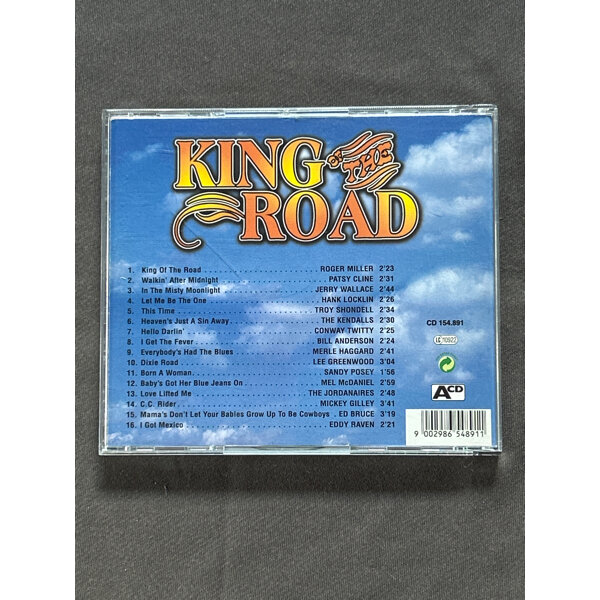 KING OF THE
ROAD
1. King Of The Road . . . . . . . . . . ROGER MILLER 2'23
2. Walkin' After Midnight . . . . . . . . . . PATSY CLINE 2'31
3. In The Misty Moonlight . . . . . . . . . . JERRY WALLACE 2'44
4. Let Me Be The One . . . . . . . . . . HANK LOCKLIN 2'26
5. This Time . . . . . . . . . . TROY SHONDELL 2'34
6. Heaven's Just A Sin Away . . . . . . . . . . THE KENDALLS 2'30
7. Hello Darlin' . . . . . . . . . . CONWAY TWITTY 2'25
8. I Get The Fever . . . . . . . . . . BILL ANDERSON 2'24
9. Everybody's Had The Blues . . . . . . . . . . MERLE HAGGARD 2'41
10. Dixie Road . . . . . . . . . . LEE GREENWOOD 3'04
11. Born A Woman . . . . . . . . . . SANDY POSEY 1'56
12. Baby's Got Her Blue Jeans On . . . . . . . . . . MEL McDANIEL 2'59
13. Love Lifted Me . . . . . . . . . . THE JORDANAIRES 2'48
14. C.C. Rider . . . . . . . . . . MICKEY GILLEY 3'41
15. Mama's Don't Let Your Babies Grow Up To Be Cowboys . . ED BRUCE 3'19
16. I Got Mexico . . . . . . . . . . EDDY RAVEN 2'21
CD 154.891
LC 10922
ACD
9 002986 548911